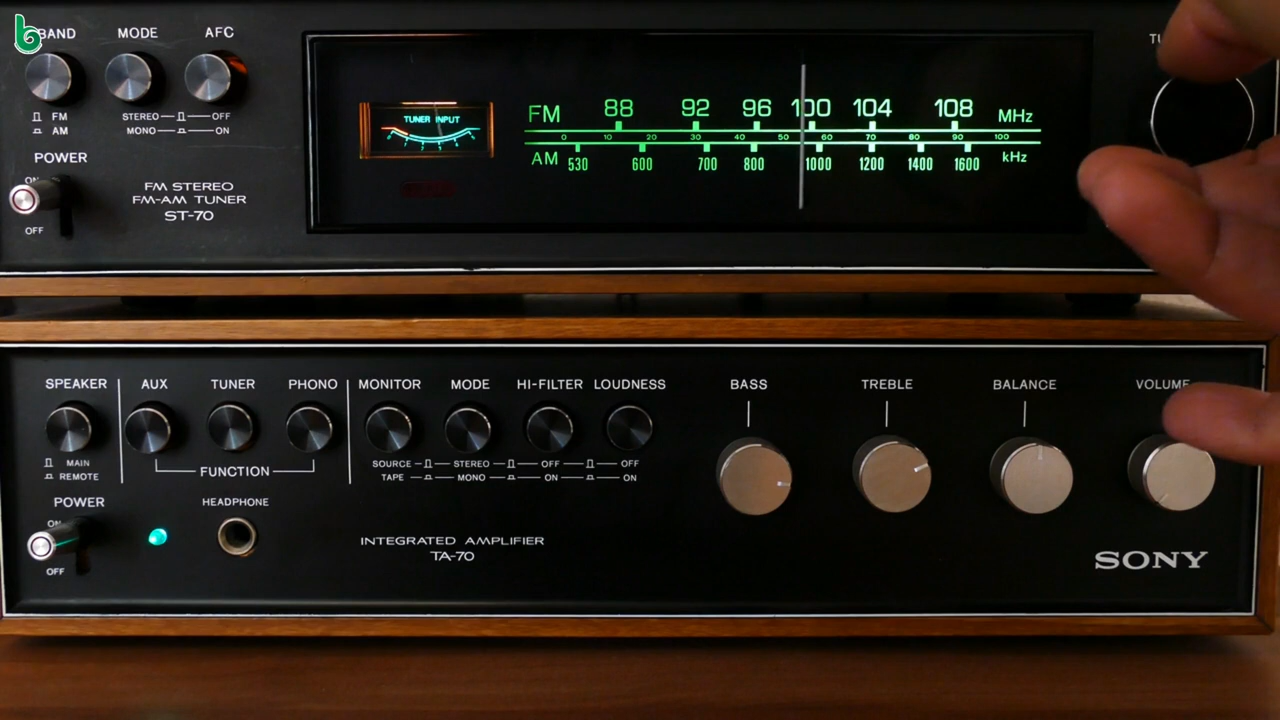 b
BAND MODE AFC
FM STEREO OFF
AM MONO ON
POWER
ON
OFF
FM STEREO
FM-AM TUNER
ST-70
TUNER INPUT
FM 88 92 96 100 104 108 MHz
0 10 20 30 40 50 60 70 80 90 100
AM 530 600 700 800 1000 1200 1400 1600 kHz
SPEAKER AUX TUNER PHONO MONITOR MODE HI-FILTER LOUDNESS BASS TREBLE BALANCE VOLUME
MAIN SOURCE STEREO OFF OFF
REMOTE FUNCTION TAPE MONO ON ON
POWER HEADPHONE
ON
OFF
INTEGRATED AMPLIFIER
TA-70
SONY